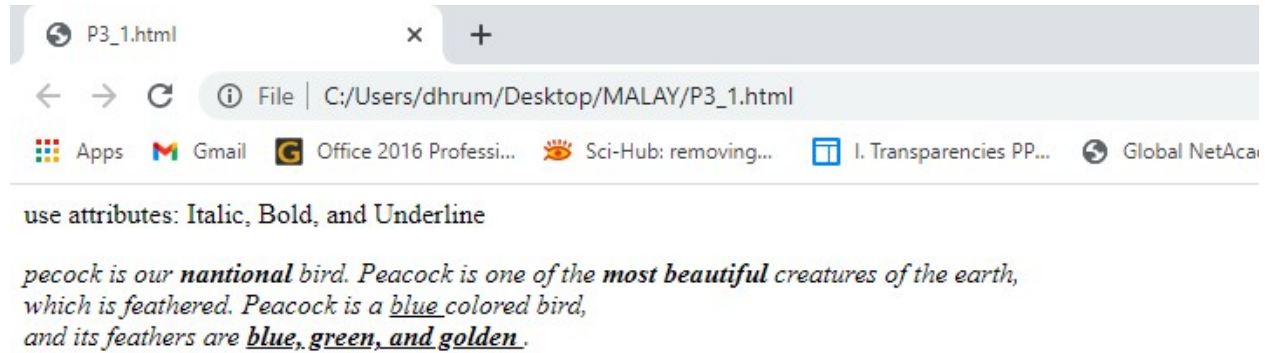 P3_1.html
File | C:/Users/dhrum/Desktop/MALAY/P3_1.html
Apps Gmail Office 2016 Professi... Sci-Hub: removing... I. Transparencies PP... Global NetAca
use attributes: Italic, Bold, and Underline
pecock is our nantional bird. Peacock is one of the most beautiful creatures of the earth,
which is feathered. Peacock is a blue colored bird,
and its feathers are blue, green, and golden .